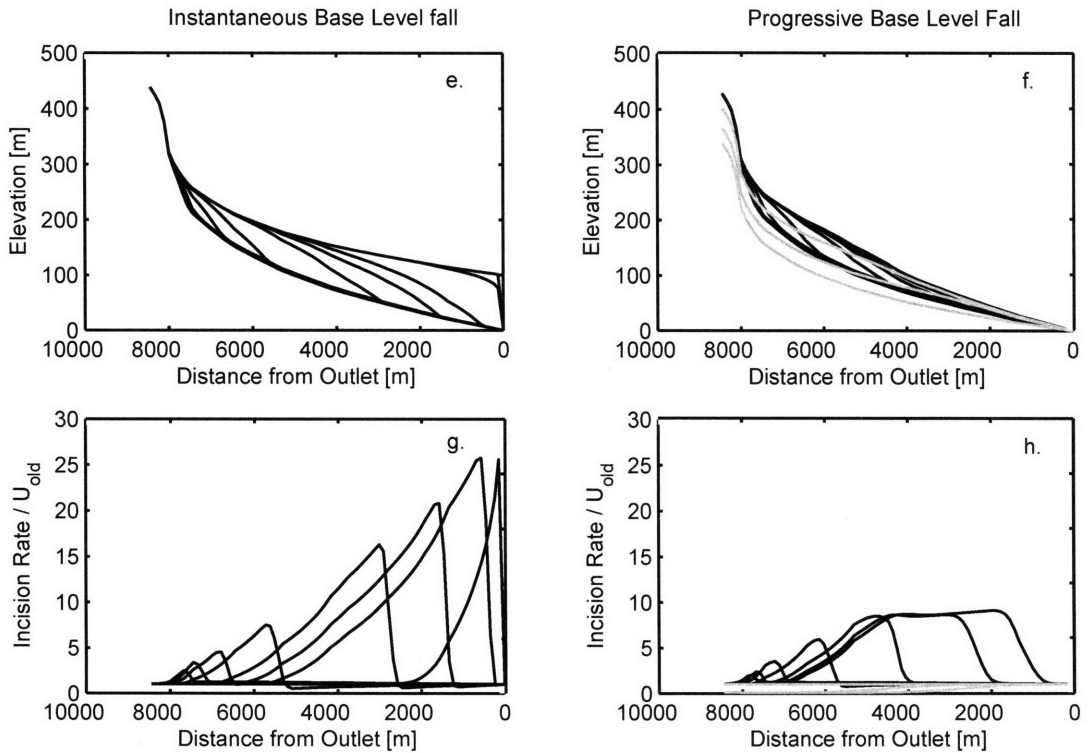 Instantaneous Base Level fall
Progressive Base Level Fall
e.
500
400
300
200
100
0
Elevation [m]
10000 8000 6000 4000 2000 0
Distance from Outlet [m]
f.
500
400
300
200
100
0
Elevation [m]
10000 8000 6000 4000 2000 0
Distance from Outlet [m]
g.
30
25
20
15
10
5
0
Incision Rate / U_old
10000 8000 6000 4000 2000 0
Distance from Outlet [m]
h.
30
25
20
15
10
5
0
Incision Rate / U_old
10000 8000 6000 4000 2000 0
Distance from Outlet [m]